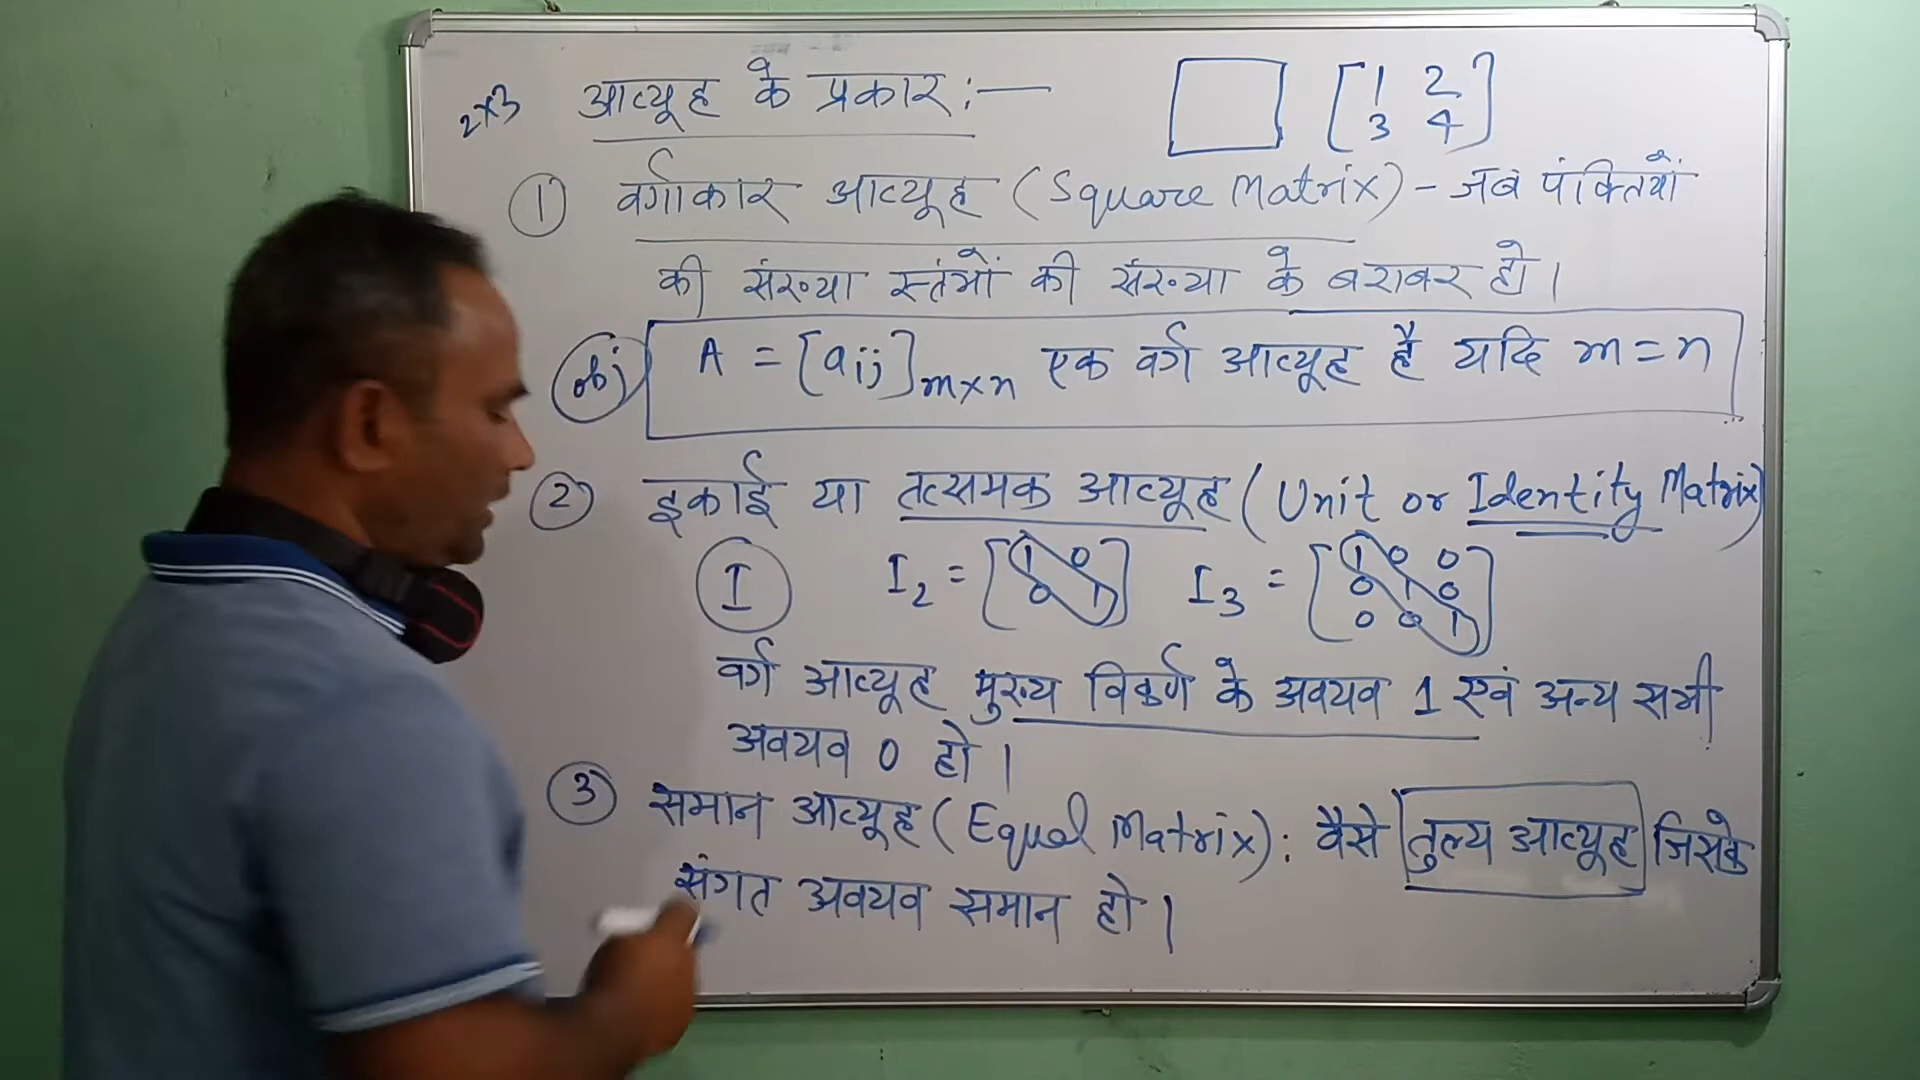 2×3 आव्यूह के प्रकार :— [1 2
3 4]
① वर्गाकार आव्यूह (Square Matrix) - जब पंक्तियों
की संख्या स्तंभों की संख्या के बराबर हो।
obj A = [aij]m×n एक वर्ग आव्यूह है यदि m = n
② इकाई या तत्समक आव्यूह (Unit or Identity Matrix)
I I2 = [1 0
0 1] I3 = [1 0 0
0 1 0
0 0 1]
वर्ग आव्यूह मुख्य विकर्ण के अवयव 1 एवं अन्य सभी
अवयव 0 हो।
③ समान आव्यूह (Equal Matrix): वैसे तुल्य आव्यूह जिसके
संगत अवयव समान हो।